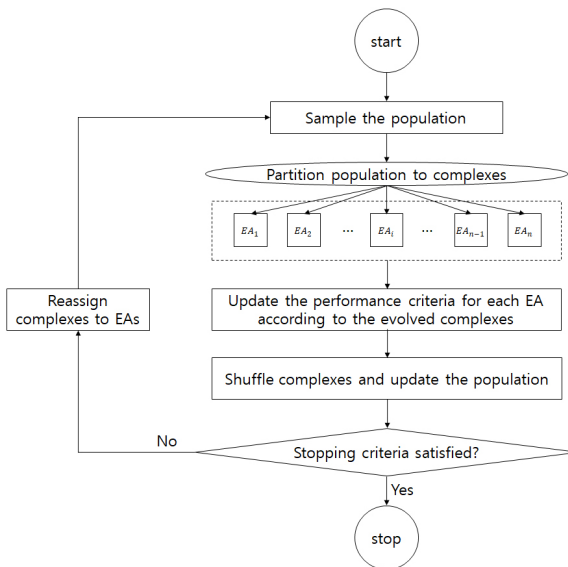 start
Sample the population
Partition population to complexes
EA₁ EA₂ ... EAᵢ ... EAₙ₋₁ EAₙ
Reassign
complexes to EAs
Update the performance criteria for each EA
according to the evolved complexes
Shuffle complexes and update the population
No
Stopping criteria satisfied?
Yes
stop